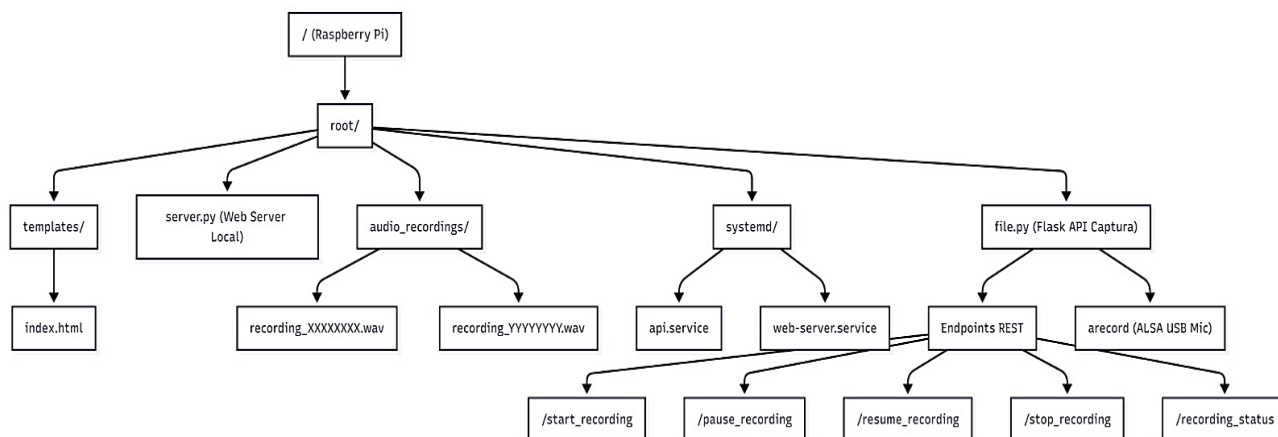 / (Raspberry Pi)
root/
templates/
server.py (Web Server
Local)
audio_recordings/
systemd/
file.py (Flask API Captura)
index.html
recording_XXXXXXXX.wav
recording_YYYYYYYY.wav
api.service
web-server.service
Endpoints REST
arecord (ALSA USB Mic)
/start_recording
/pause_recording
/resume_recording
/stop_recording
/recording_status